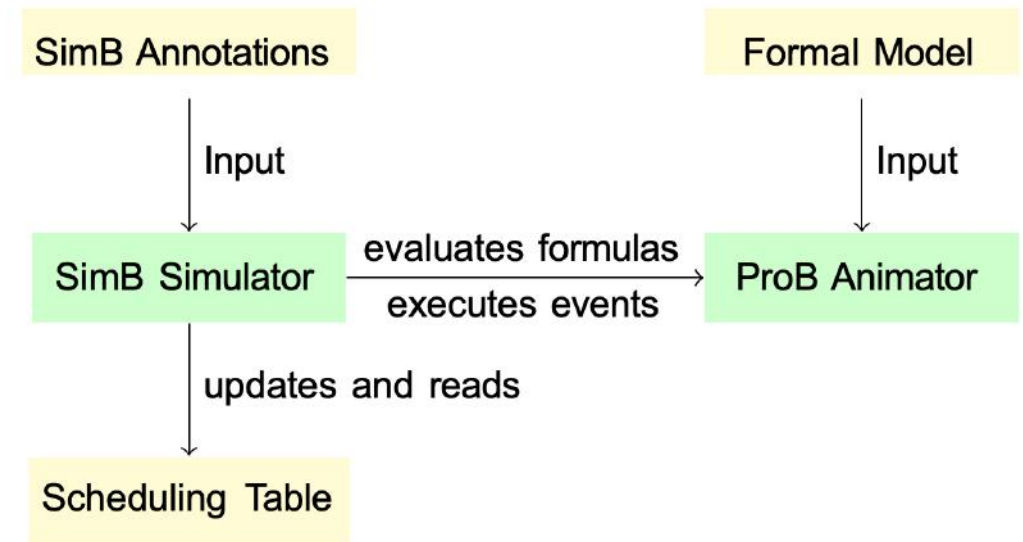 SimB Annotations
Formal Model
Input
Input
SimB Simulator
evaluates formulas
executes events
ProB Animator
updates and reads
Scheduling Table